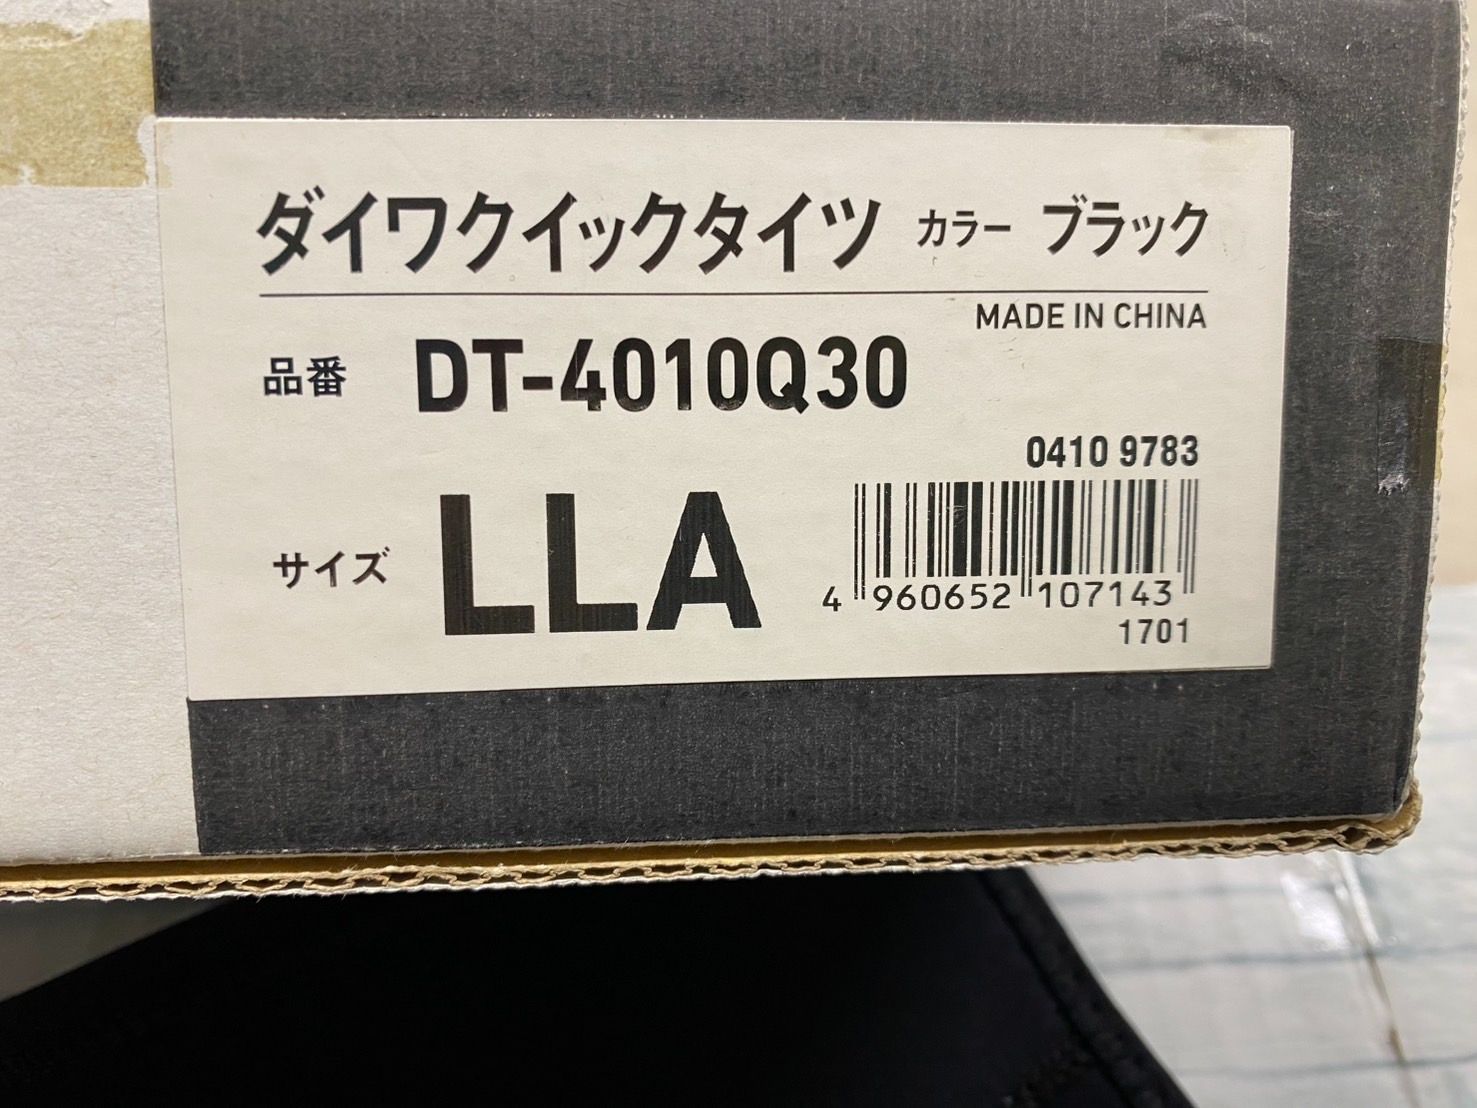 ダイワクイックタイツ カラー ブラック
MADE IN CHINA
品番 DT-4010Q30
0410 9783
サイズ LLA
4 960652 107143
1701